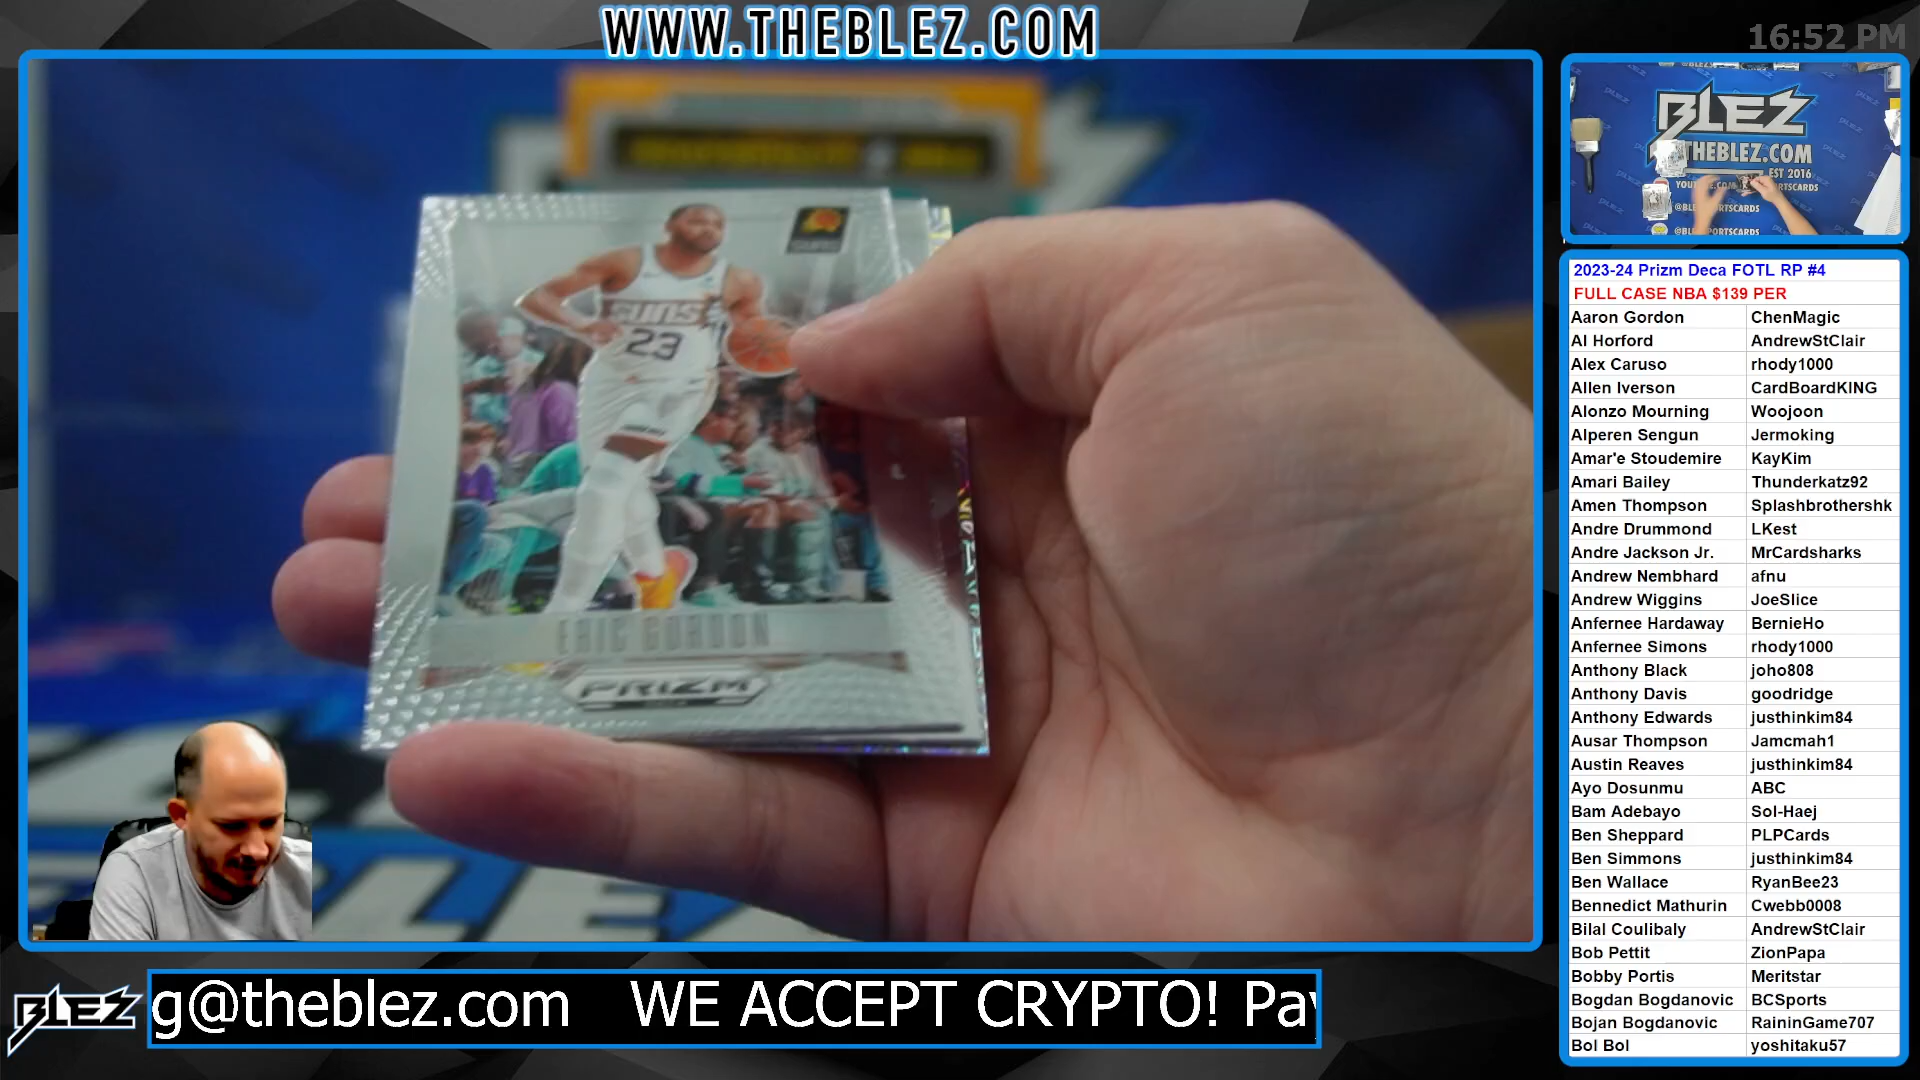 WWW.THEBLEZ.COM
16:52 PM
BLEZ
THEBLEZ.COM
EST 2016
SUNS
23
ERIC GORDON
PRIZM
2023-24 Prizm Deca FOTL RP #4
FULL CASE NBA $139 PER
Aaron Gordon ChenMagic
Al Horford AndrewStClair
Alex Caruso rhody1000
Allen Iverson CardBoardKING
Alonzo Mourning Woojoon
Alperen Sengun Jermoking
Amar'e Stoudemire KayKim
Amari Bailey Thunderkatz92
Amen Thompson Splashbrothershk
Andre Drummond LKest
Andre Jackson Jr. MrCardsharks
Andrew Nembhard afnu
Andrew Wiggins JoeSlice
Anfernee Hardaway BernieHo
Anfernee Simons rhody1000
Anthony Black joho808
Anthony Davis goodridge
Anthony Edwards justhinkim84
Ausar Thompson Jamcmah1
Austin Reaves justhinkim84
Ayo Dosunmu ABC
Bam Adebayo Sol-Haej
Ben Sheppard PLPCards
Ben Simmons justhinkim84
Ben Wallace RyanBee23
Bennedict Mathurin Cwebb0008
Bilal Coulibaly AndrewStClair
Bob Pettit ZionPapa
Bobby Portis Meritstar
Bogdan Bogdanovic BCSports
Bojan Bogdanovic RaininGame707
Bol Bol yoshitaku57
BLEZ
g@theblez.com WE ACCEPT CRYPTO! Pay